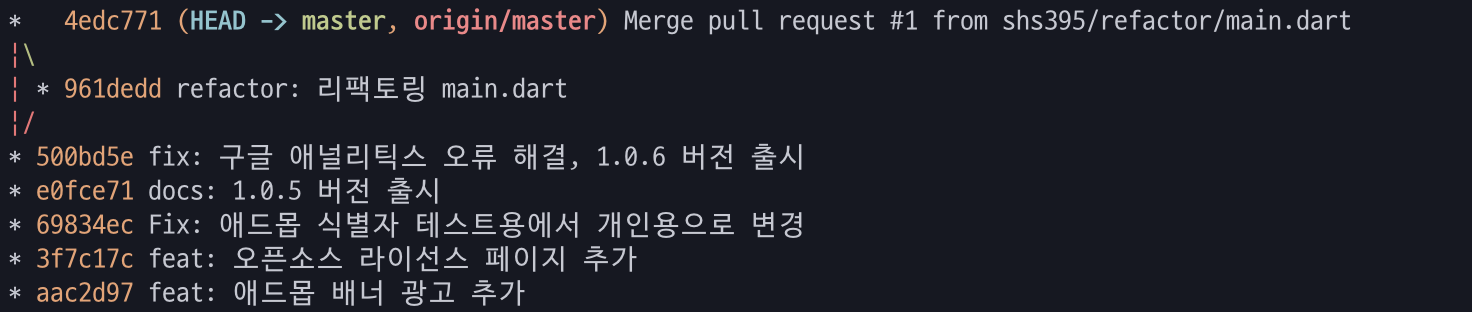 *   4edc771 (HEAD -> master, origin/master) Merge pull request #1 from shs395/refactor/main.dart
¦\
¦ * 961dedd refactor: 리팩토링 main.dart
¦/
* 500bd5e fix: 구글 애널리틱스 오류 해결, 1.0.6 버전 출시
* e0fce71 docs: 1.0.5 버전 출시
* 69834ec Fix: 애드몹 식별자 테스트용에서 개인용으로 변경
* 3f7c17c feat: 오픈소스 라이선스 페이지 추가
* aac2d97 feat: 애드몹 배너 광고 추가